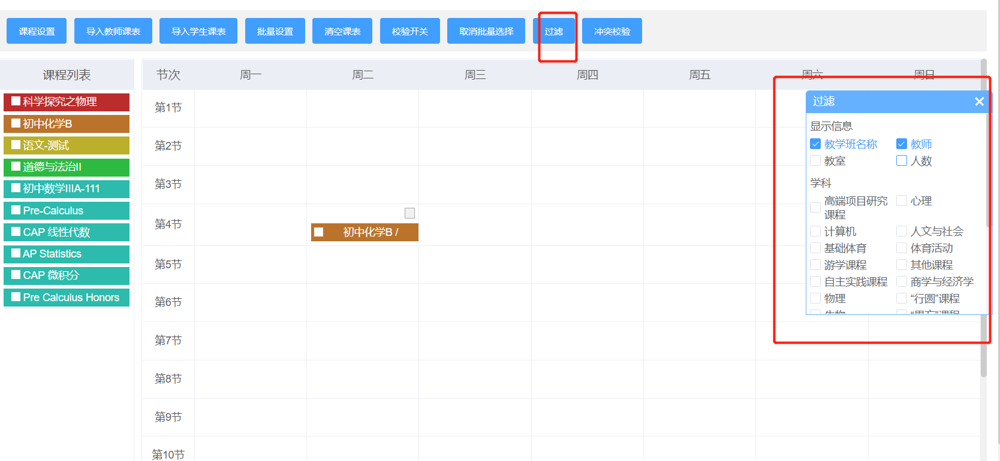 课程设置 导入教师课表 导入学生课表 批量设置 清空课表 校验开关 取消批量选择 过滤 冲突校验
课程列表
科学探究之物理
初中化学B
语文-测试
道德与法治II
初中数学IIIA-111
Pre-Calculus
CAP 线性代数
AP Statistics
CAP 微积分
Pre Calculus Honors
节次 周一 周二 周三 周四 周五 周六 周日
第1节
第2节
第3节
第4节
初中化学B /
第5节
第6节
第7节
第8节
第9节
第10节
过滤
显示信息
教学班名称 教师
教室 人数
学科
高端项目研究 心理
课程
计算机 人文与社会
基础体育 体育活动
游学课程 其他课程
自主实践课程 商学与经济学
物理 “行圆”课程
生物